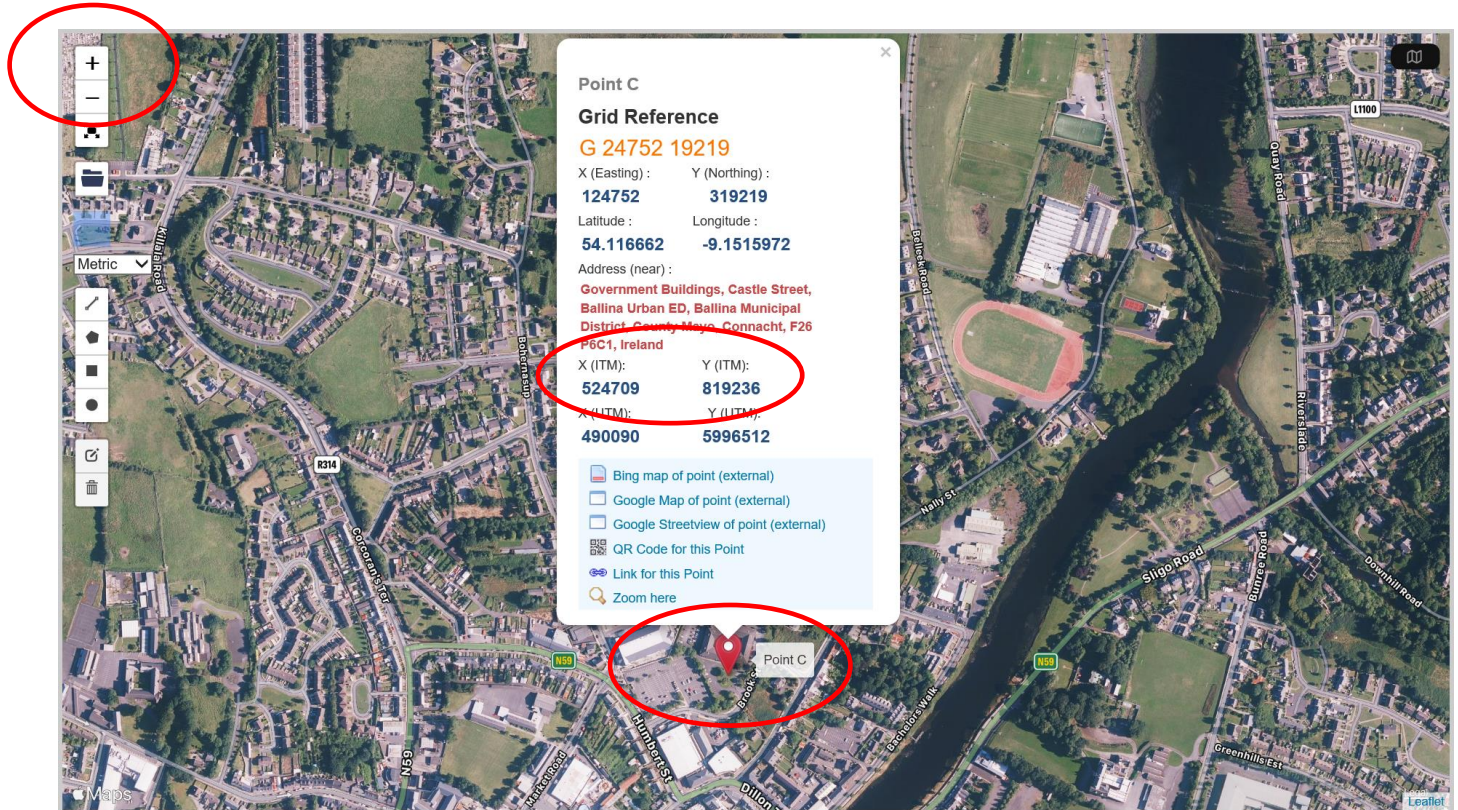 +
−
Metric
×
Point C
Grid Reference
G 24752 19219
X (Easting) : Y (Northing) :
124752 319219
Latitude : Longitude :
54.116662 -9.1515972
Address (near) :
Government Buildings, Castle Street,
Ballina Urban ED, Ballina Municipal
District, County Mayo, Connacht, F26
P6C1, Ireland
X (ITM): Y (ITM):
524709 819236
X (UTM): Y (UTM):
490090 5996512
Bing map of point (external)
Google Map of point (external)
Google Streetview of point (external)
QR Code for this Point
Link for this Point
Zoom here
Point C
L1100
Quay Road
Killala Road
Belleek Road
Bohernasup
Riverslade
R314
Nally St
Corcoran's Ter
Sligo Road
Bunree Road
Downhill Road
N59
N59
Bachelors Walk
Humbert St
N59
Market Road
Greenhills Est
Maps
Leaflet